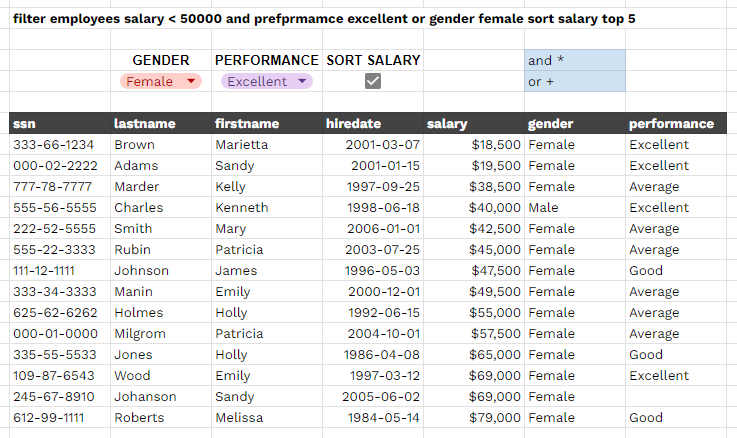 filter employees salary < 50000 and prefprmamce excellent or gender female sort salary top 5
GENDER PERFORMANCE SORT SALARY and *
Female Excellent or +
ssn lastname firstname hiredate salary gender performance
333-66-1234 Brown Marietta 2001-03-07 $18,500 Female Excellent
000-02-2222 Adams Sandy 2001-01-15 $19,500 Female Excellent
777-78-7777 Marder Kelly 1997-09-25 $38,500 Female Average
555-56-5555 Charles Kenneth 1998-06-18 $40,000 Male Excellent
222-52-5555 Smith Mary 2006-01-01 $42,500 Female Average
555-22-3333 Rubin Patricia 2003-07-25 $45,000 Female Average
111-12-1111 Johnson James 1996-05-03 $47,500 Female Good
333-34-3333 Manin Emily 2000-12-01 $49,500 Female Average
625-62-6262 Holmes Holly 1992-06-15 $55,000 Female Average
000-01-0000 Milgrom Patricia 2004-10-01 $57,500 Female Average
335-55-5533 Jones Holly 1986-04-08 $65,000 Female Good
109-87-6543 Wood Emily 1997-03-12 $69,000 Female Excellent
245-67-8910 Johanson Sandy 2005-06-02 $69,000 Female
612-99-1111 Roberts Melissa 1984-05-14 $79,000 Female Good